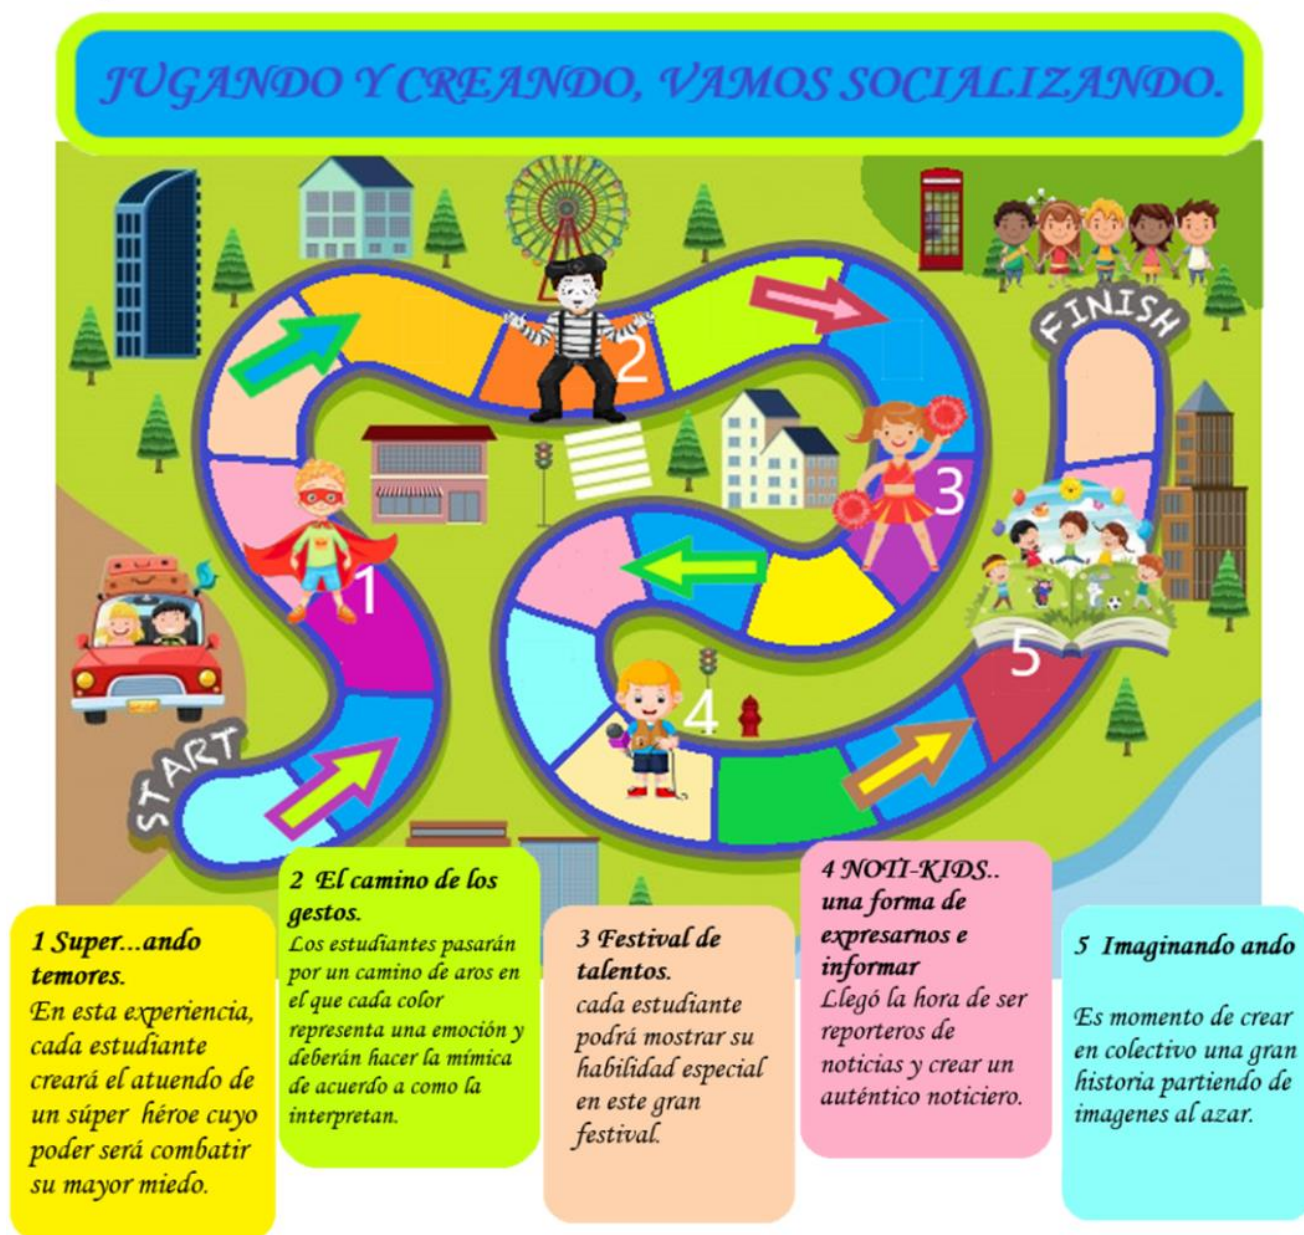 JUGANDO Y CREANDO, VAMOS SOCIALIZANDO.
FINISH
2
3
1
5
4
START
1 Super...ando
temores.
En esta experiencia,
cada estudiante
creará el atuendo de
un súper héroe cuyo
poder será combatir
su mayor miedo.
2 El camino de los
gestos.
Los estudiantes pasarán
por un camino de aros en
el que cada color
representa una emoción y
deberán hacer la mímica
de acuerdo a como la
interpretan.
3 Festival de
talentos.
cada estudiante
podrá mostrar su
habilidad especial
en este gran
festival.
4 NOTI-KIDS..
una forma de
expresarnos e
informar
Llegó la hora de ser
reporteros de
noticias y crear un
auténtico noticiero.
5 Imaginando ando
Es momento de crear
en colectivo una gran
historia partiendo de
imagenes al azar.